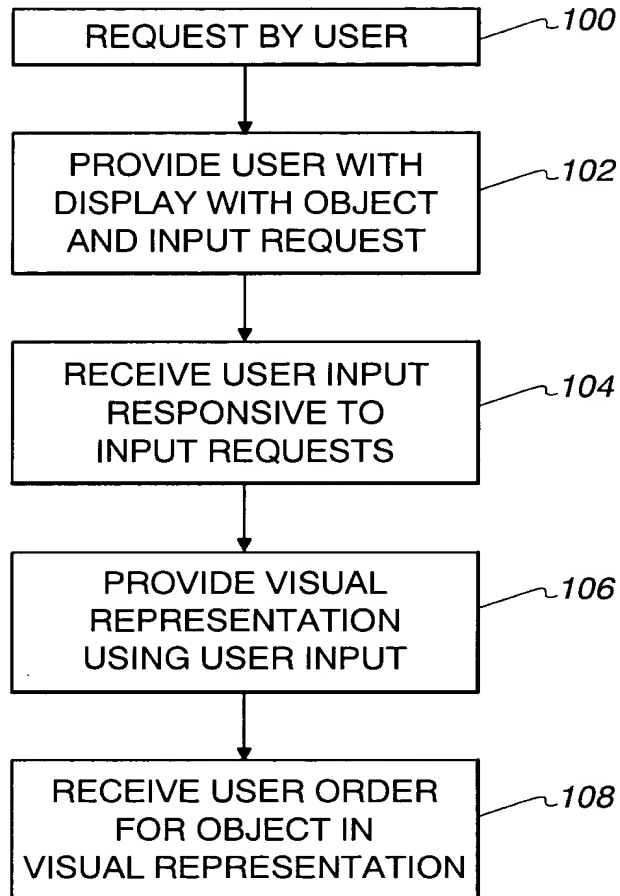 REQUEST BY USER
100
PROVIDE USER WITH
DISPLAY WITH OBJECT
AND INPUT REQUEST
102
RECEIVE USER INPUT
RESPONSIVE TO
INPUT REQUESTS
104
PROVIDE VISUAL
REPRESENTATION
USING USER INPUT
106
RECEIVE USER ORDER
FOR OBJECT IN
VISUAL REPRESENTATION
108